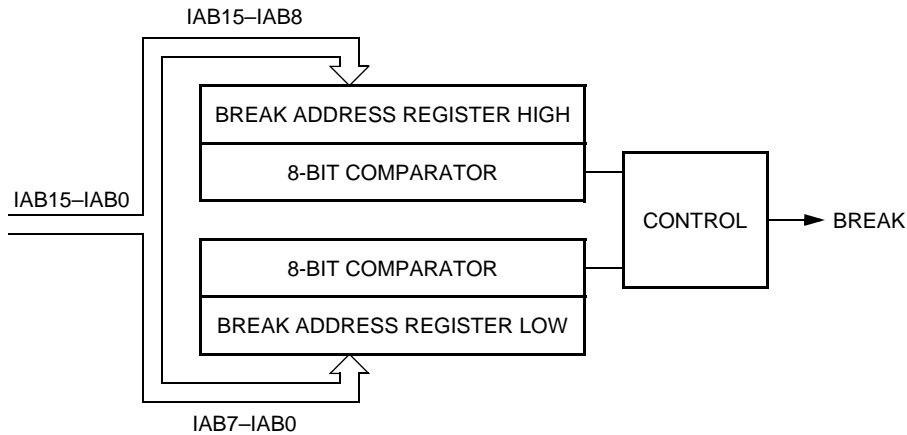 IAB15–IAB8
BREAK ADDRESS REGISTER HIGH
8-BIT COMPARATOR
IAB15–IAB0
CONTROL
BREAK
8-BIT COMPARATOR
BREAK ADDRESS REGISTER LOW
IAB7–IAB0